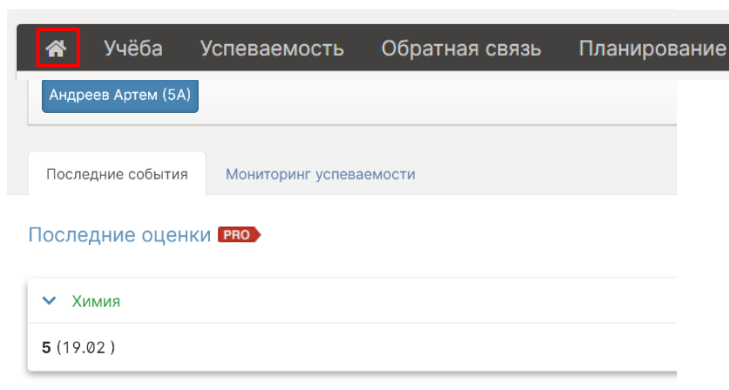 Учёба Успеваемость Обратная связь Планирование
Андреев Артем (5А)
Последние события Мониторинг успеваемости
Последние оценки PRO
Химия
5 (19.02 )